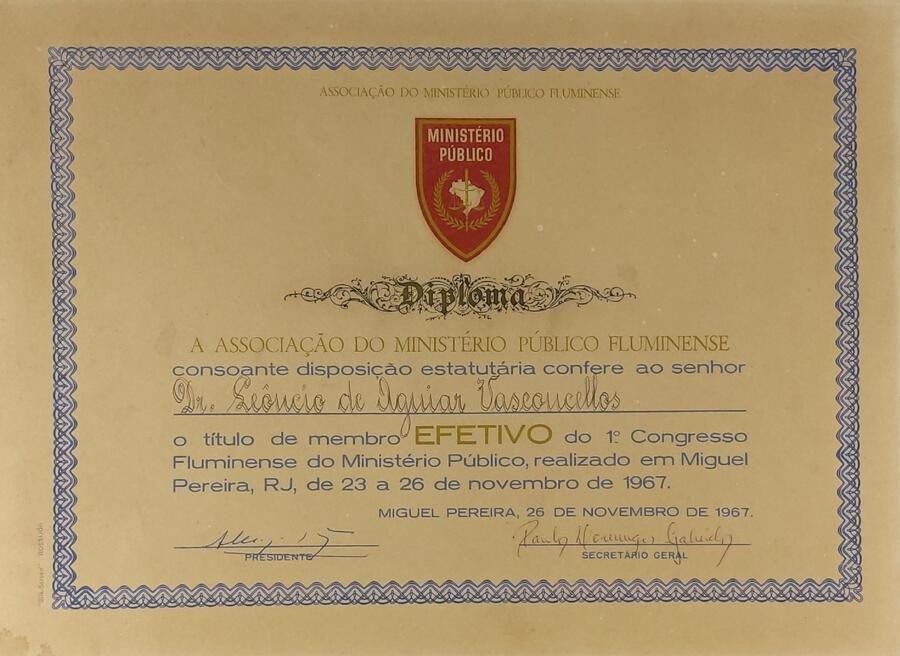 ASSOCIAÇÃO DO MINISTÉRIO PÚBLICO FLUMINENSE
MINISTÉRIO
PÚBLICO
Diploma
A ASSOCIAÇÃO DO MINISTÉRIO PÚBLICO FLUMINENSE
consoante disposição estatutária confere ao senhor
Dr. Leôncio de Aguiar Vasconcellos
o título de membro EFETIVO do 1º Congresso
Fluminense do Ministério Público, realizado em Miguel
Pereira, RJ, de 23 a 26 de novembro de 1967.
MIGUEL PEREIRA, 26 DE NOVEMBRO DE 1967.
PRESIDENTE
SECRETÁRIO GERAL